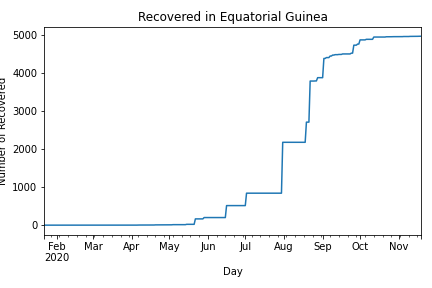 Recovered in Equatorial Guinea
Number of Recovered
5000
4000
3000
2000
1000
0
Feb Mar Apr May Jun Jul Aug Sep Oct Nov
2020
Day